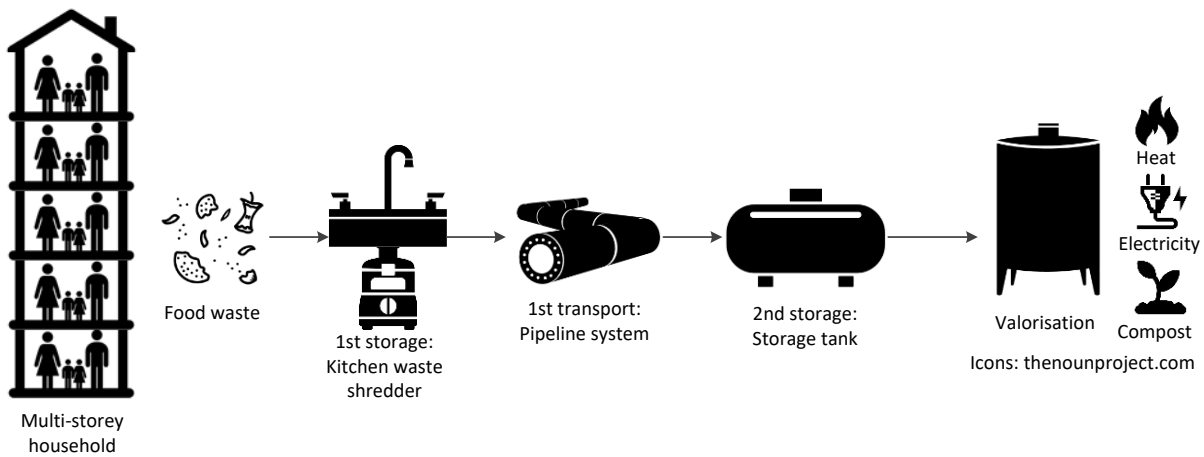 Multi-storey
household
Food waste
1st storage:
Kitchen waste
shredder
1st transport:
Pipeline system
2nd storage:
Storage tank
Valorisation
Heat
Electricity
Compost
Icons: thenounproject.com